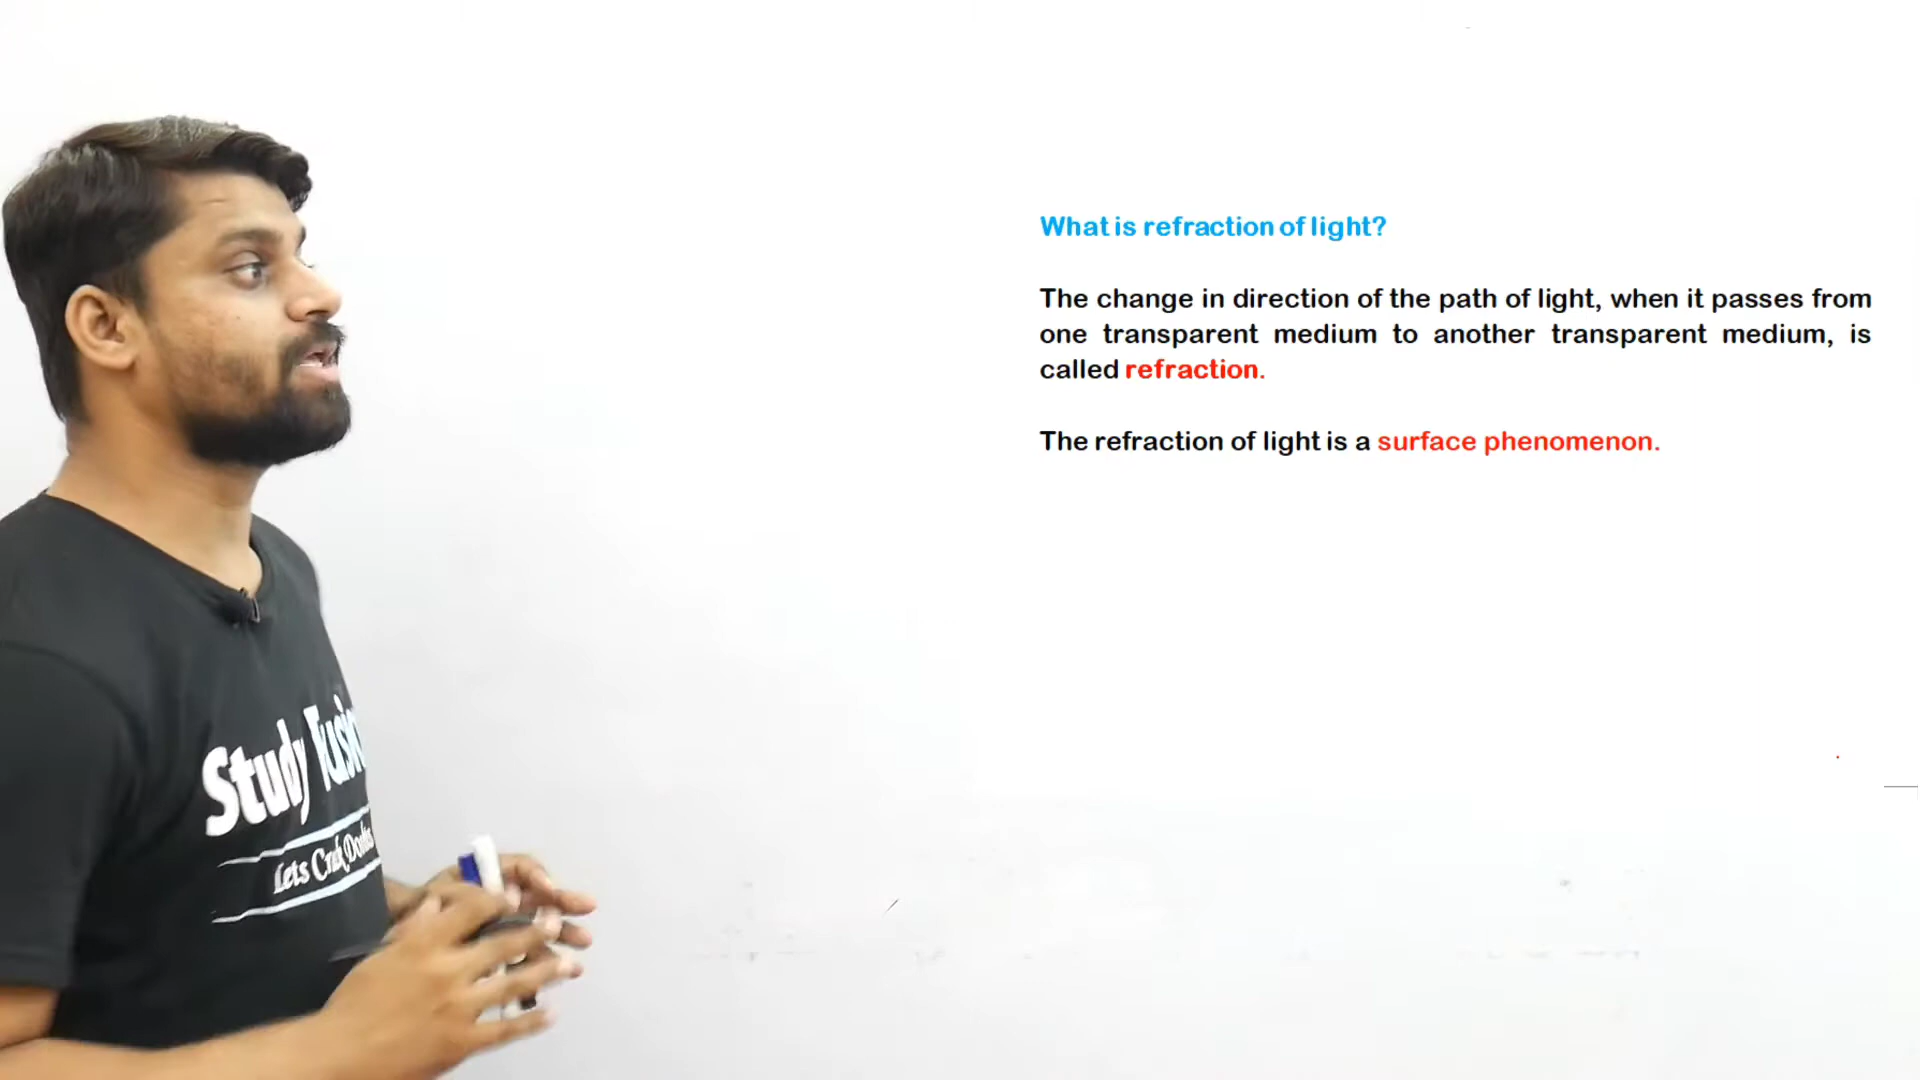 What is refraction of light?
The change in direction of the path of light, when it passes from
one transparent medium to another transparent medium, is
called refraction.
The refraction of light is a surface phenomenon.
Study
Lets